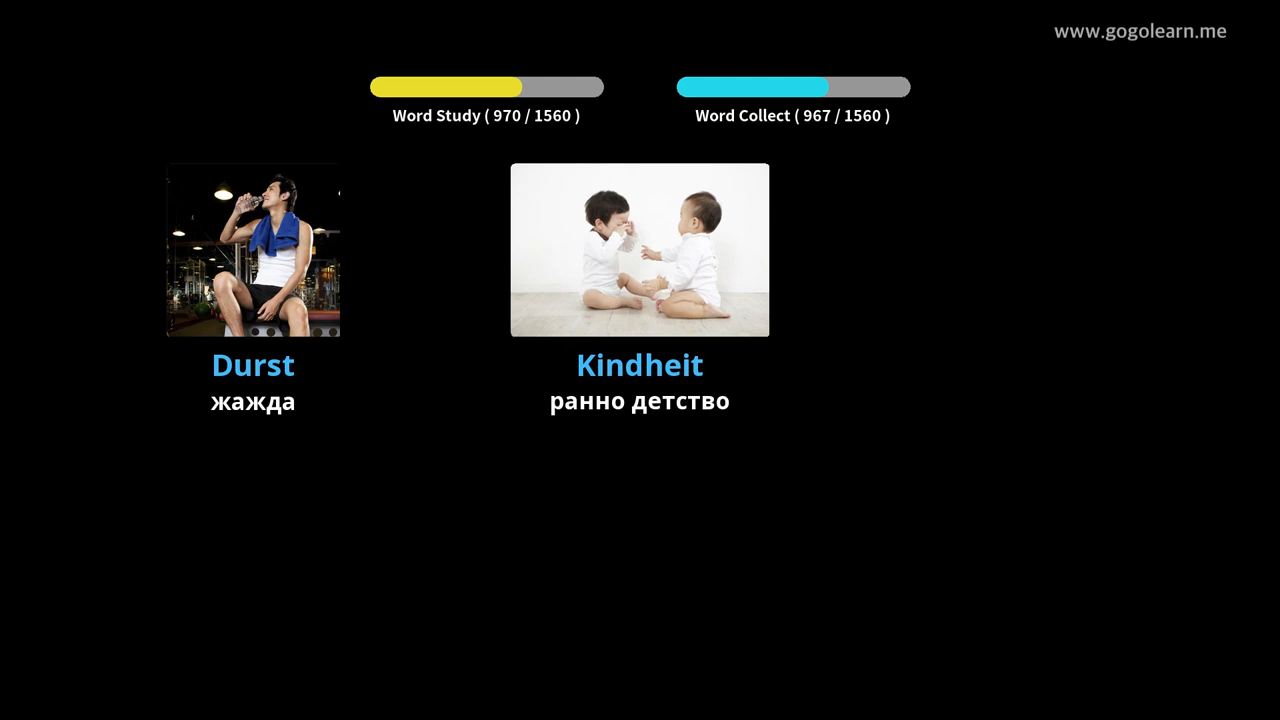 www.gogolearn.me
Word Study ( 970 / 1560 )
Word Collect ( 967 / 1560 )
Durst
жажда
Kindheit
ранно детство